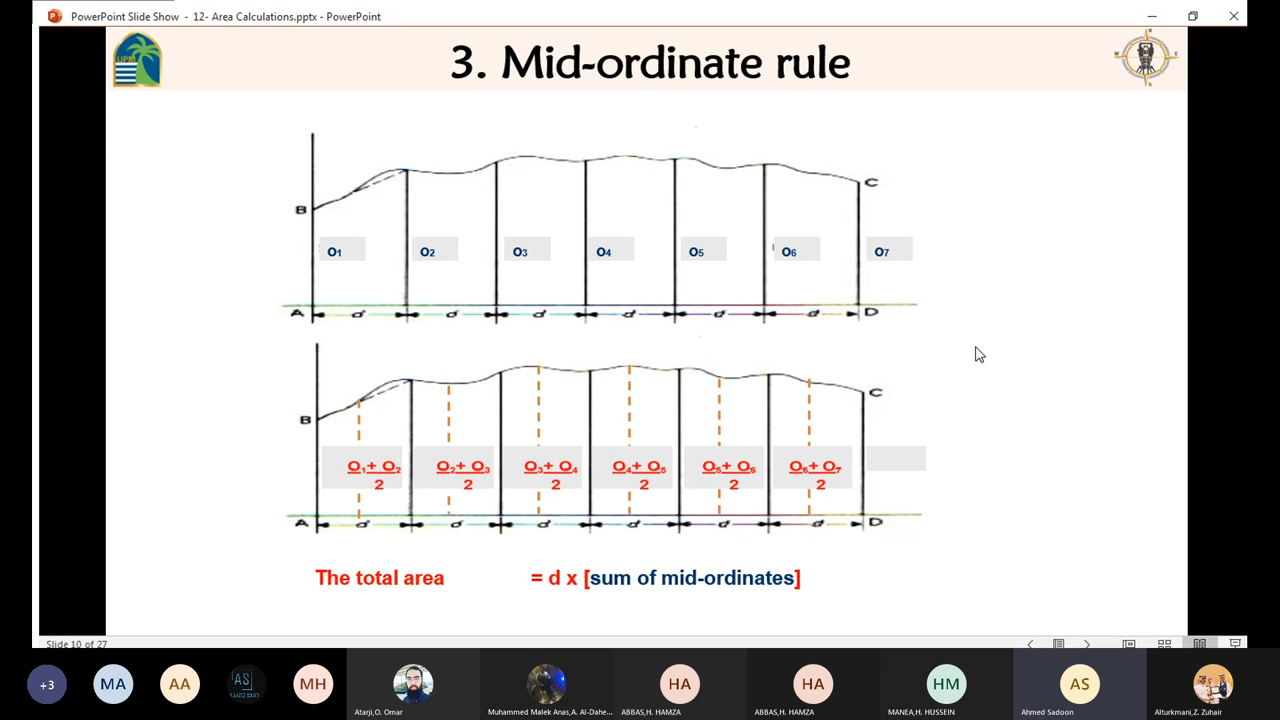 PowerPoint Slide Show - 12- Area Calculations.pptx - PowerPoint
UPM
3. Mid-ordinate rule
N
W E
S
B
C
O1 O2 O3 O4 O5 O6 O7
A d d d d d d D
B
C
O1+ O2 O2+ O3 O3+ O4 O4+ O5 O5+ O6 O6+ O7
2 2 2 2 2 2
A d d d d d d D
The total area = d x [sum of mid-ordinates]
Slide 10 of 27
+3 MA AA AS MH HA HA HM AS
Atarji,O. Omar Muhammed Malek Anas,A. Al-Dahe... ABBAS,H. HAMZA ABBAS,H. HAMZA MANEA,H. HUSSEIN Ahmed Sadoon Alturkmani,Z. Zuhair